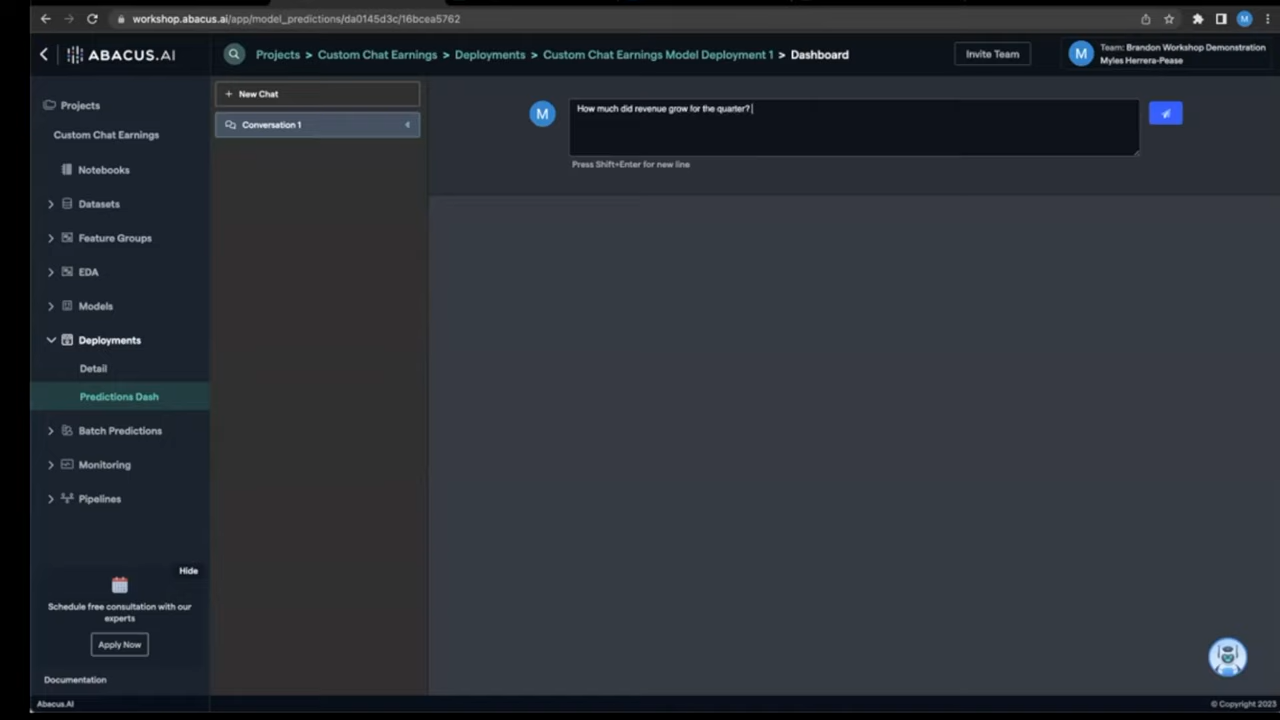 workshop.abacus.ai/app/model_predictions/da0145d3c/16bcea5762
M
ABACUS.AI
Projects > Custom Chat Earnings > Deployments > Custom Chat Earnings Model Deployment 1 > Dashboard
Invite Team
M
Team: Brandon Workshop Demonstration
Myles Herrera-Pease
Projects
Custom Chat Earnings
Notebooks
Datasets
Feature Groups
EDA
Models
Deployments
Detail
Predictions Dash
Batch Predictions
Monitoring
Pipelines
Hide
Schedule free consultation with our
experts
Apply Now
Documentation
+ New Chat
Conversation 1
M
How much did revenue grow for the quarter?
Press Shift+Enter for new line
Abacus.AI
© Copyright 2023